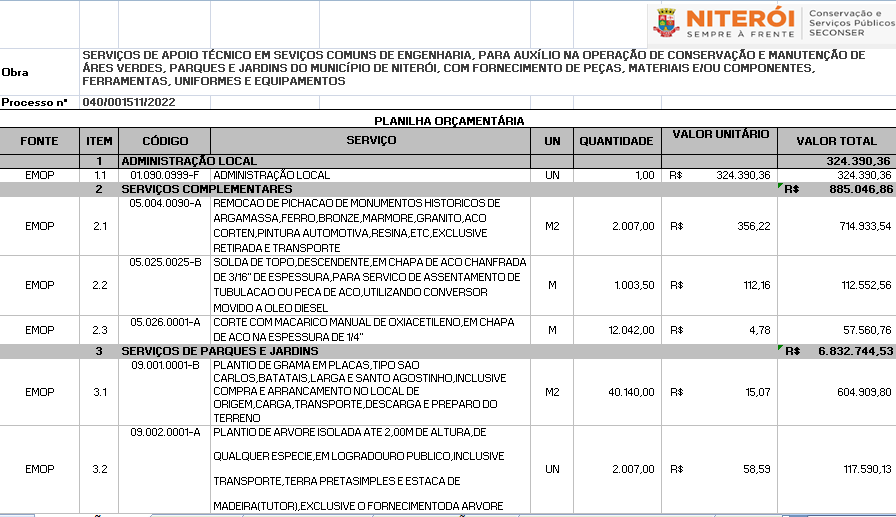 NITERÓI
SEMPRE À FRENTE
Conservação e
Serviços Públicos
SECONSER
Obra
SERVIÇOS DE APOIO TÉCNICO EM SEVIÇOS COMUNS DE ENGENHARIA, PARA AUXÍLIO NA OPERAÇÃO DE CONSERVAÇÃO E MANUTENÇÃO DE
ÁRES VERDES, PARQUES E JARDINS DO MUNICÍPIO DE NITERÓI, COM FORNECIMENTO DE PEÇAS, MATERIAIS E/OU COMPONENTES,
FERRAMENTAS, UNIFORMES E EQUIPAMENTOS
Processo nº 040/001511/2022
PLANILHA ORÇAMENTÁRIA
FONTE ITEM CÓDIGO SERVIÇO UN QUANTIDADE VALOR UNITÁRIO VALOR TOTAL
1 ADMINISTRAÇÃO LOCAL 324.390,36
EMOP 1.1 01.090.0999-F ADMINISTRAÇÃO LOCAL UN 1,00 R$ 324.390,36 324.390,36
2 SERVIÇOS COMPLEMENTARES R$ 885.046,86
EMOP 2.1 05.004.0090-A REMOCAO DE PICHACAO DE MONUMENTOS HISTORICOS DE
ARGAMASSA,FERRO,BRONZE,MARMORE,GRANITO,ACO
CORTEN,PINTURA AUTOMOTIVA,RESINA,ETC,EXCLUSIVE
RETIRADA E TRANSPORTE
M2 2.007,00 R$ 356,22 714.933,54
EMOP 2.2 05.025.0025-B SOLDA DE TOPO,DESCENDENTE,EM CHAPA DE ACO CHANFRADA
DE 3/16" DE ESPESSURA,PARA SERVICO DE ASSENTAMENTO DE
TUBULACAO OU PECA DE ACO,UTILIZANDO CONVERSOR
MOVIDO A OLEO DIESEL
M 1.003,50 R$ 112,16 112.552,56
EMOP 2.3 05.026.0001-A CORTE COM MACARICO MANUAL DE OXIACETILENO,EM CHAPA
DE ACO NA ESPESSURA DE 1/4"
M 12.042,00 R$ 4,78 57.560,76
3 SERVIÇOS DE PARQUES E JARDINS R$ 6.832.744,53
EMOP 3.1 09.001.0001-B PLANTIO DE GRAMA EM PLACAS,TIPO SAO
CARLOS,BATATAIS,LARGA E SANTO AGOSTINHO,INCLUSIVE
COMPRA E ARRANCAMENTO NO LOCAL DE
ORIGEM,CARGA,TRANSPORTE,DESCARGA E PREPARO DO
TERRENO
M2 40.140,00 R$ 15,07 604.909,80
EMOP 3.2 09.002.0001-A PLANTIO DE ARVORE ISOLADA ATE 2,00M DE ALTURA,DE
QUALQUER ESPECIE,EM LOGRADOURO PUBLICO,INCLUSIVE
TRANSPORTE,TERRA PRETASIMPLES E ESTACA DE
MADEIRA(TUTOR),EXCLUSIVE O FORNECIMENTODA ARVORE
UN 2.007,00 R$ 58,59 117.590,13